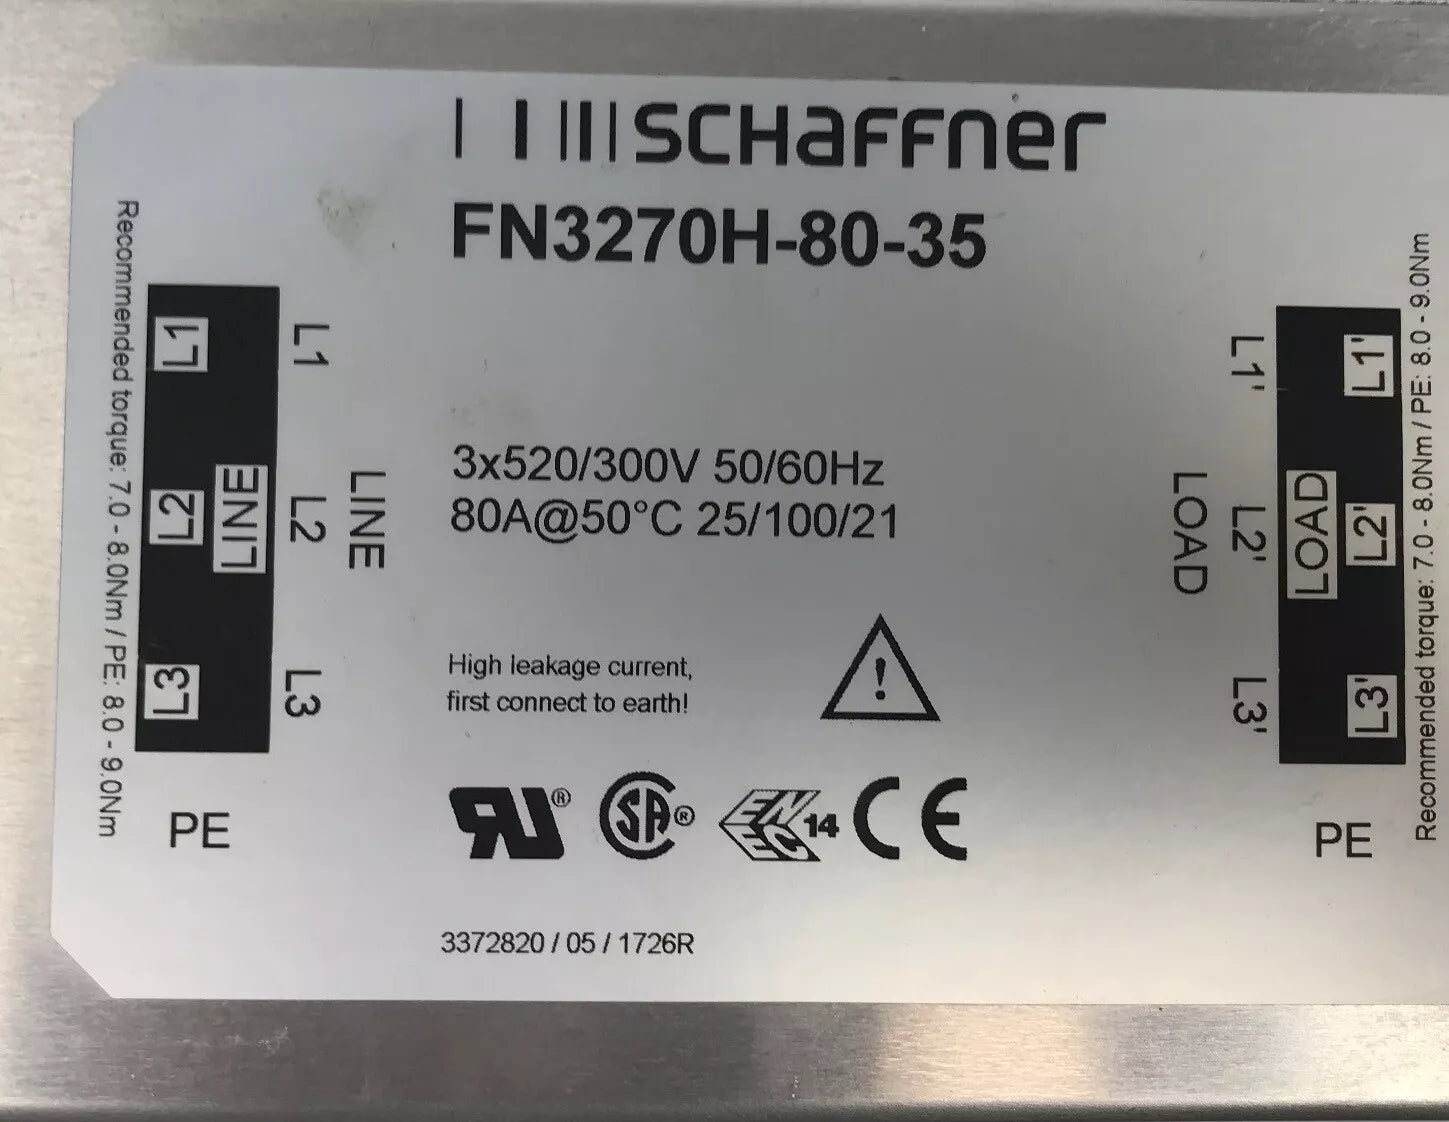 SCHaFFner
FN3270H-80-35
Recommended torque: 7.0 - 8.0Nm / PE: 8.0 - 9.0Nm
L1
L2
L3
LINE
L1
L2
L3
LINE
PE
3x520/300V 50/60Hz
80A@50°C 25/100/21
High leakage current,
first connect to earth!
!
RU®
SA®
ENEC 14
CE
3372820 / 05 / 1726R
LOAD
L1'
L2'
L3'
LOAD
L1'
L2'
L3'
PE
Recommended torque: 7.0 - 8.0Nm / PE: 8.0 - 9.0Nm